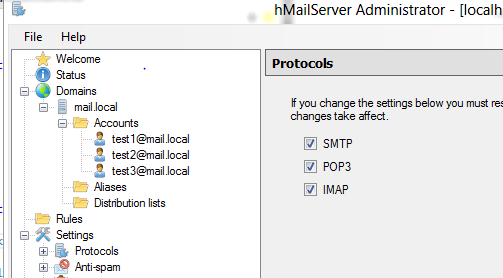 hMailServer Administrator - [localh
File Help
Welcome
Status
Domains
mail.local
Accounts
test1@mail.local
test2@mail.local
test3@mail.local
Aliases
Distribution lists
Rules
Settings
Protocols
Anti-spam
Protocols
If you change the settings below you must res
changes take affect.
SMTP
POP3
IMAP